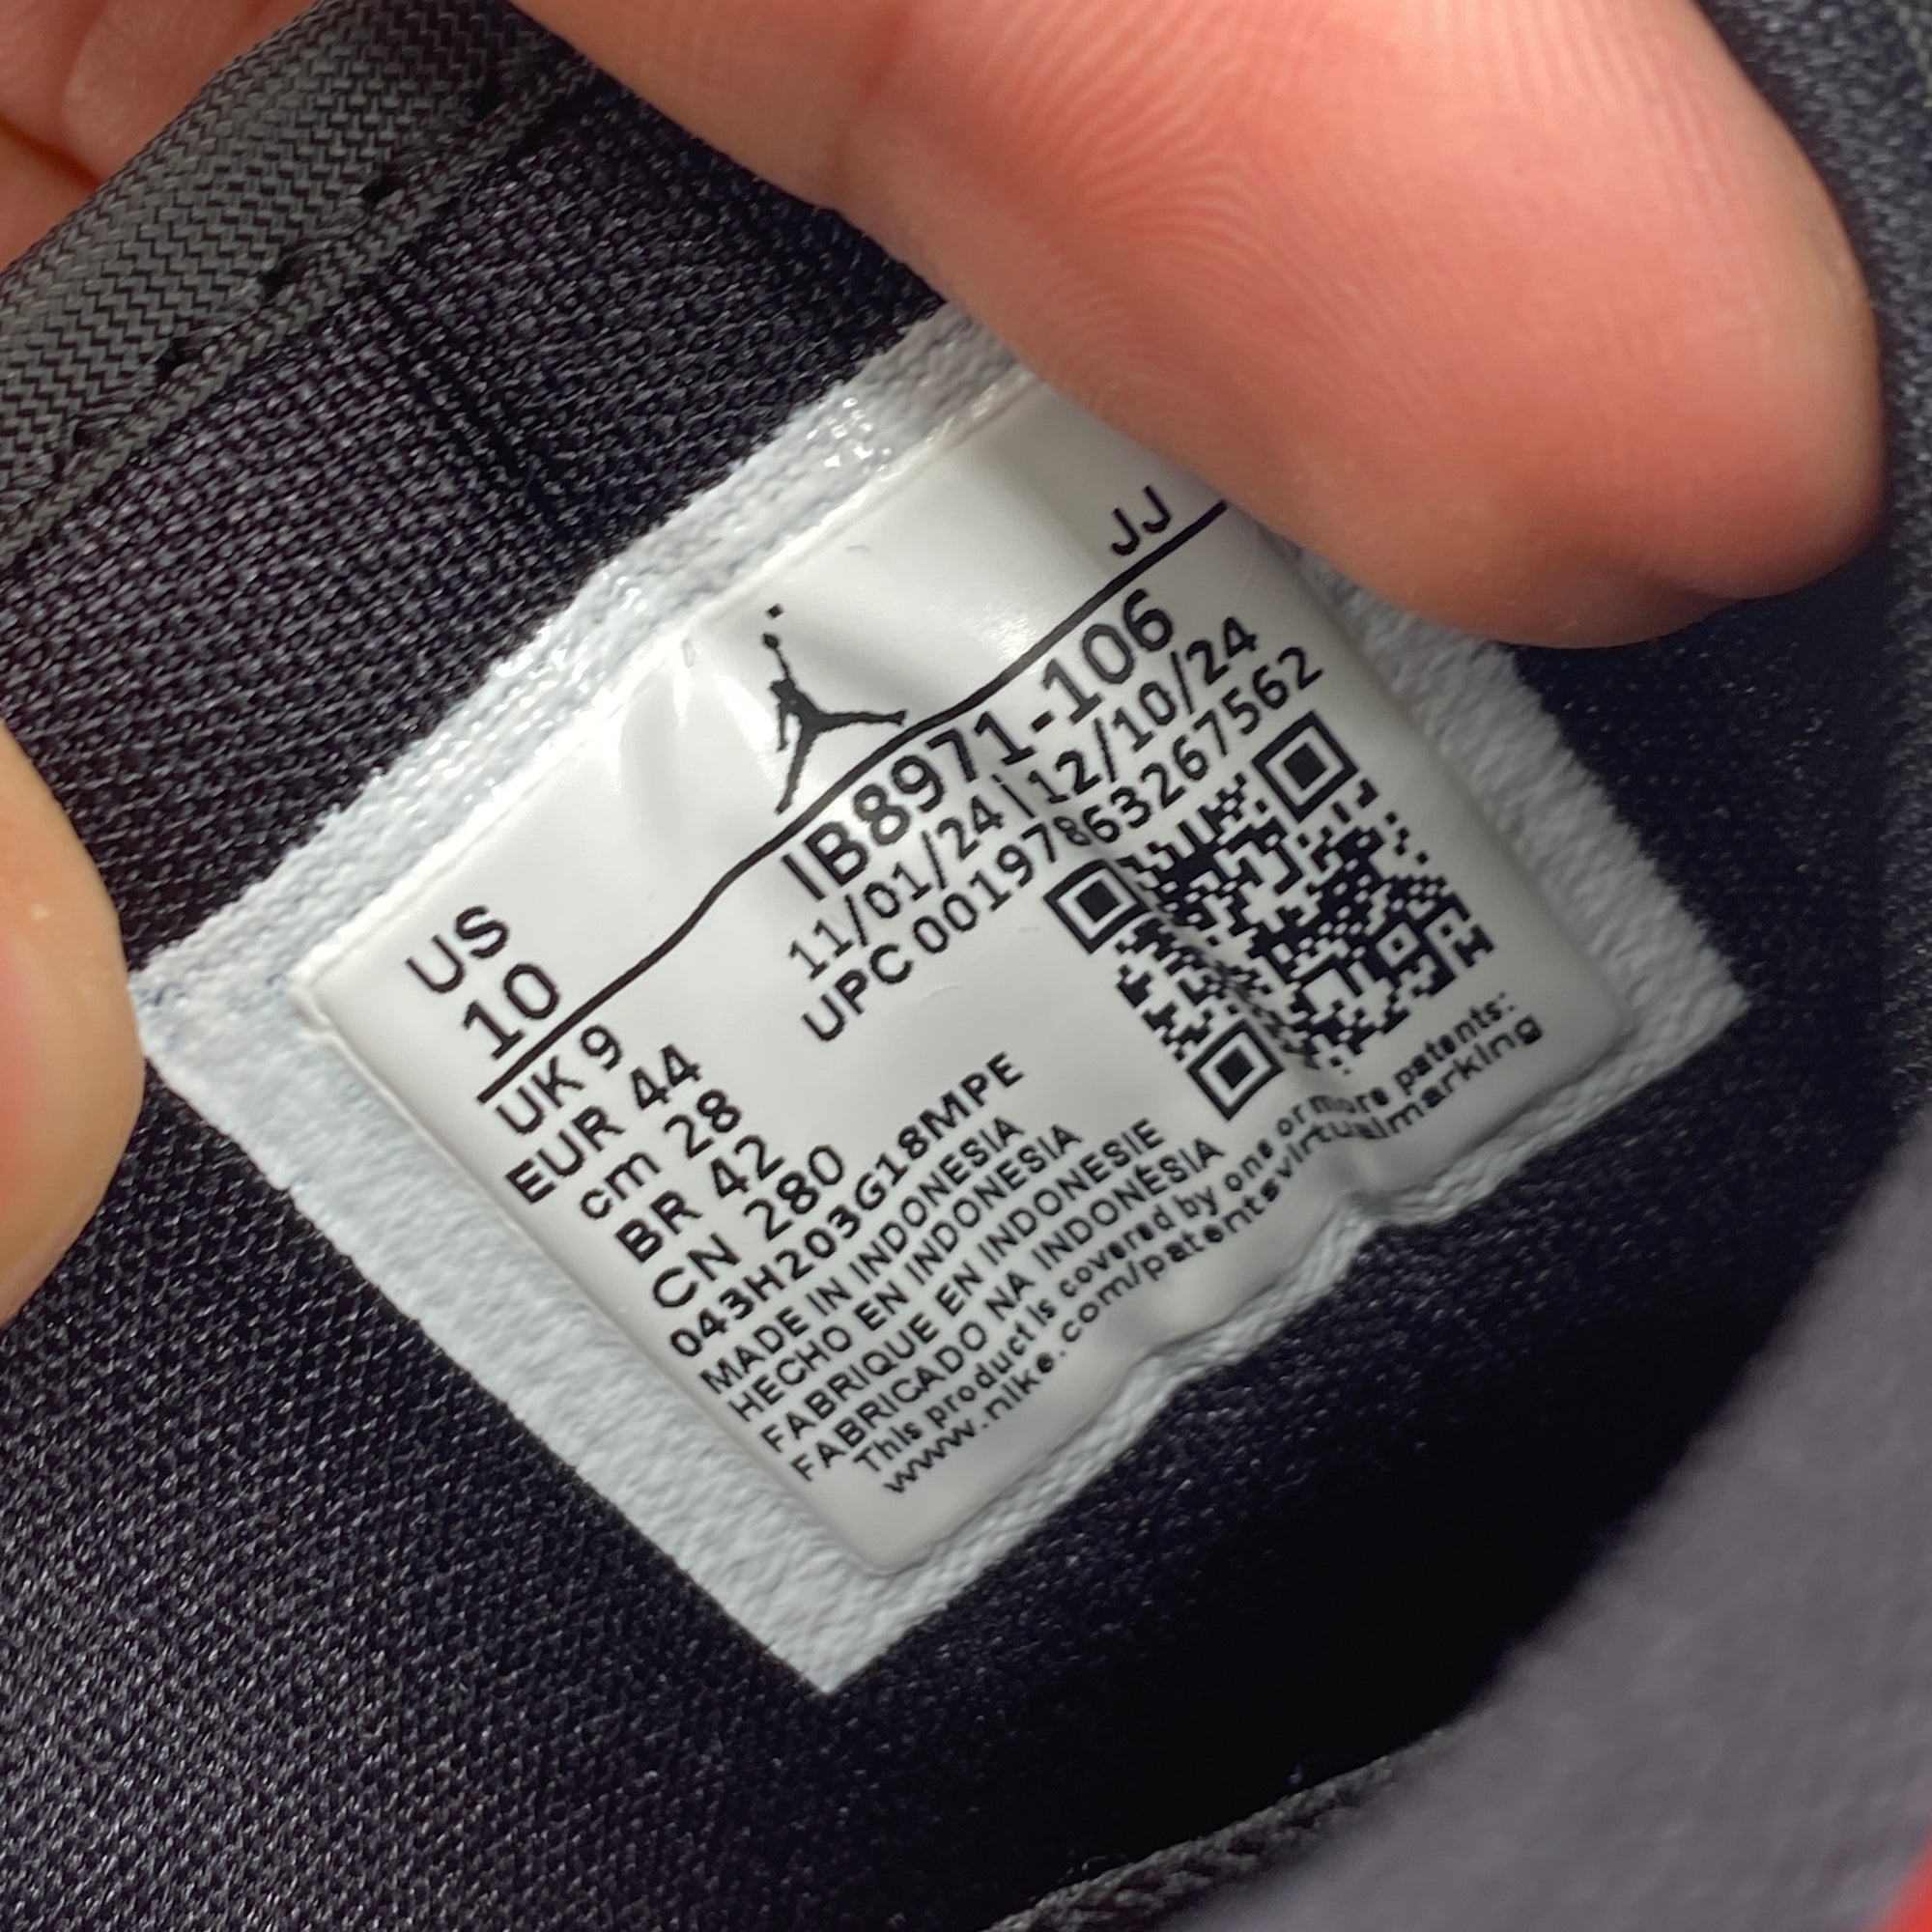 JJ
US
10
UK 9
EUR 44
cm 28
BR 42
CN 280
IB8971-106
11/01/24 | 12/10/24
UPC 00197863267562
043H203G18MPE
MADE IN INDONESIA
HECHO EN INDONESIA
FABRIQUE EN INDONESIE
FABRICADO NA INDONÉSIA
This product is covered by one or more patents:
www.nike.com/patentsvirtualmarking